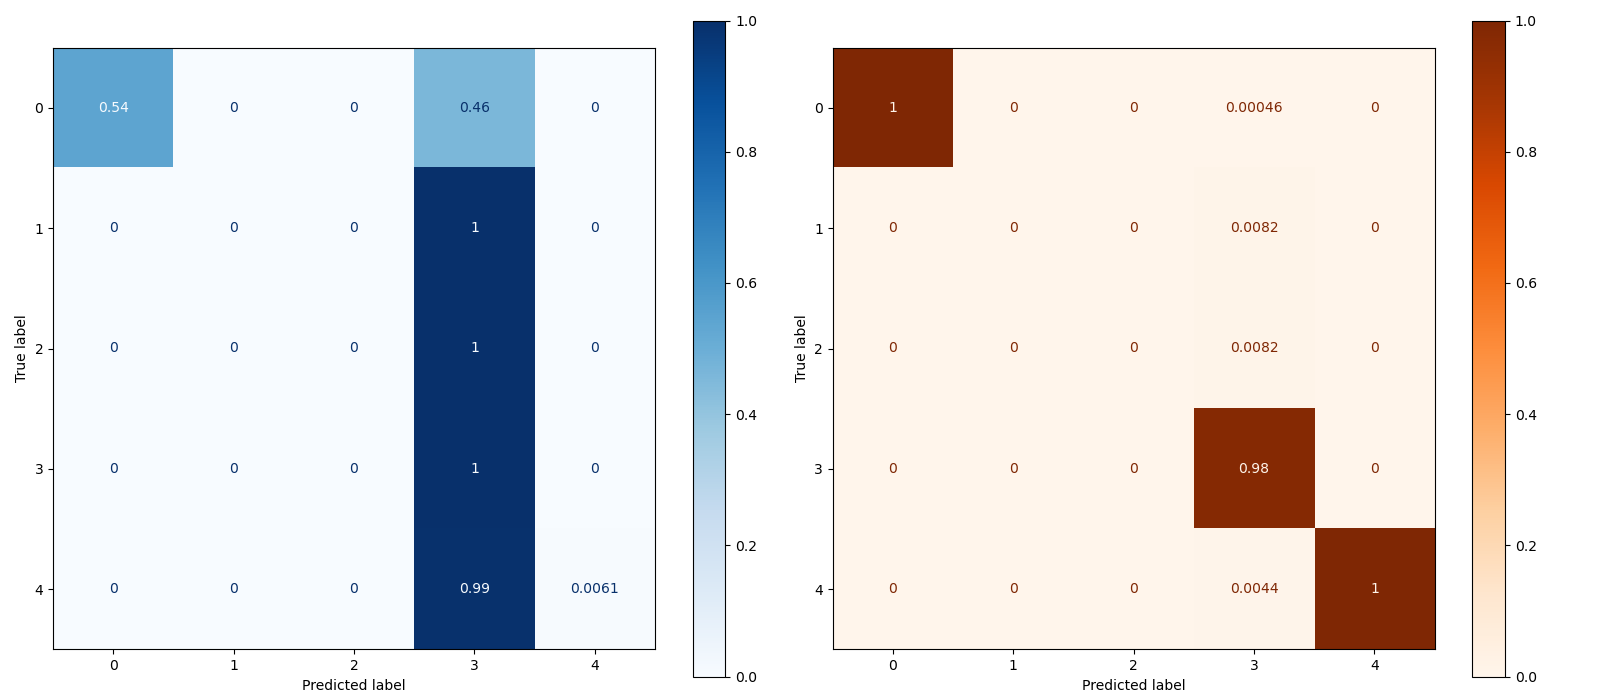 1.0
0 0.54 0 0 0.46 0
0.8
1 0 0 0 1 0
0.6
True label
2 0 0 0 1 0
0.4
3 0 0 0 1 0
0.2
4 0 0 0 0.99 0.0061
0.0
0 1 2 3 4
Predicted label
1.0
0 1 0 0 0.00046 0
0.8
1 0 0 0 0.0082 0
0.6
True label
2 0 0 0 0.0082 0
0.4
3 0 0 0 0.98 0
0.2
4 0 0 0 0.0044 1
0.0
0 1 2 3 4
Predicted label